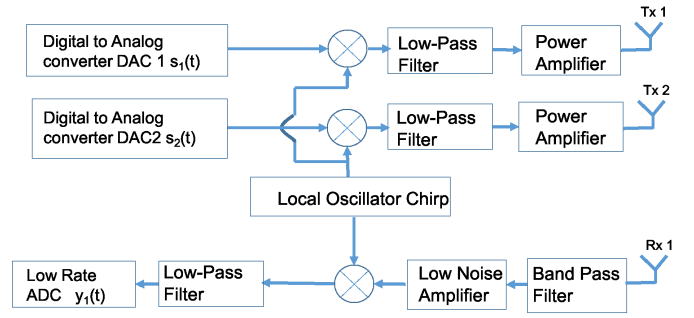 Tx 1
Digital to Analog
converter DAC 1 s₁(t)
Low-Pass
Filter
Power
Amplifier
Tx 2
Digital to Analog
converter DAC2 s₂(t)
Low-Pass
Filter
Power
Amplifier
Local Oscillator Chirp
Rx 1
Low Rate
ADC y₁(t)
Low-Pass
Filter
Low Noise
Amplifier
Band Pass
Filter